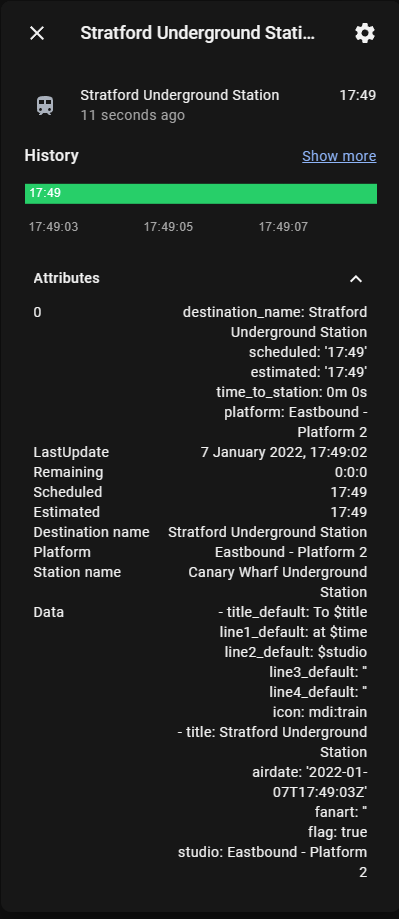 Stratford Underground Stati...
Stratford Underground Station 17:49
11 seconds ago
History Show more
17:49
17:49:03 17:49:05 17:49:07
Attributes
0 destination_name: Stratford
Underground Station
scheduled: '17:49'
estimated: '17:49'
time_to_station: 0m 0s
platform: Eastbound -
Platform 2
LastUpdate 7 January 2022, 17:49:02
Remaining 0:0:0
Scheduled 17:49
Estimated 17:49
Destination name Stratford Underground Station
Platform Eastbound - Platform 2
Station name Canary Wharf Underground
Station
Data - title_default: To $title
line1_default: at $time
line2_default: $studio
line3_default: ''
line4_default: ''
icon: mdi:train
- title: Stratford Underground
Station
airdate: '2022-01-
07T17:49:03Z'
fanart: ''
flag: true
studio: Eastbound - Platform
2